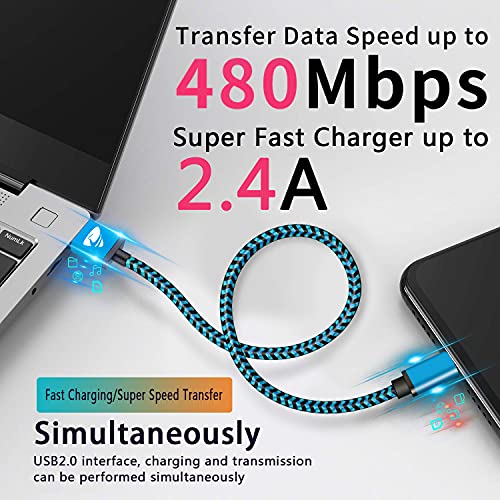 Transfer Data Speed up to
480Mbps
Super Fast Charger up to
2.4A
NumLk
Fast Charging/Super Speed Transfer
Simultaneously
USB2.0 interface, charging and transmission
can be performed simultaneously